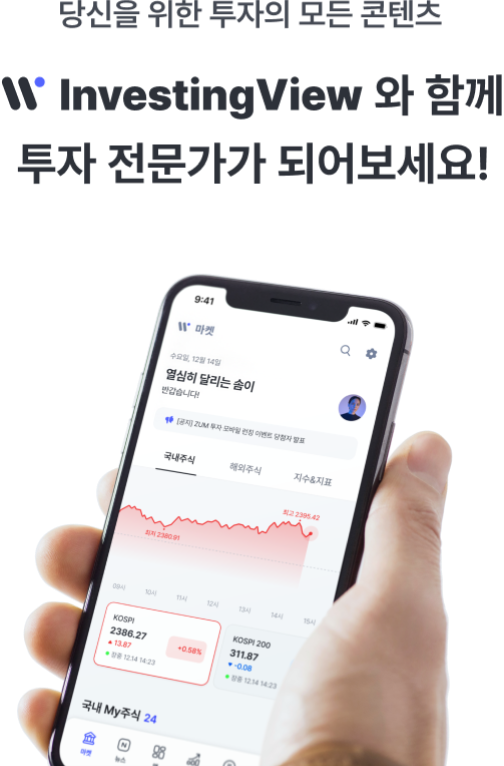 당신을 위한 투자의 모든 콘텐츠
InvestingView 와 함께
투자 전문가가 되어보세요!
9:41
마켓
수요일, 12월 14일
열심히 달리는 솜이
반갑습니다!
[공지] ZUM 투자 모바일 런칭 이벤트 당첨자 발표
국내주식
해외주식
지수&지표
최고 2395.42
최저 2380.91
09시 10시 11시 12시 13시 14시 15시
KOSPI
2386.27
▲ 13.87
+0.58%
장중 12.14 14:23
KOSPI 200
311.87
▼ -0.08
장중 12.14 14:23
국내 My주식 24
마켓
뉴스